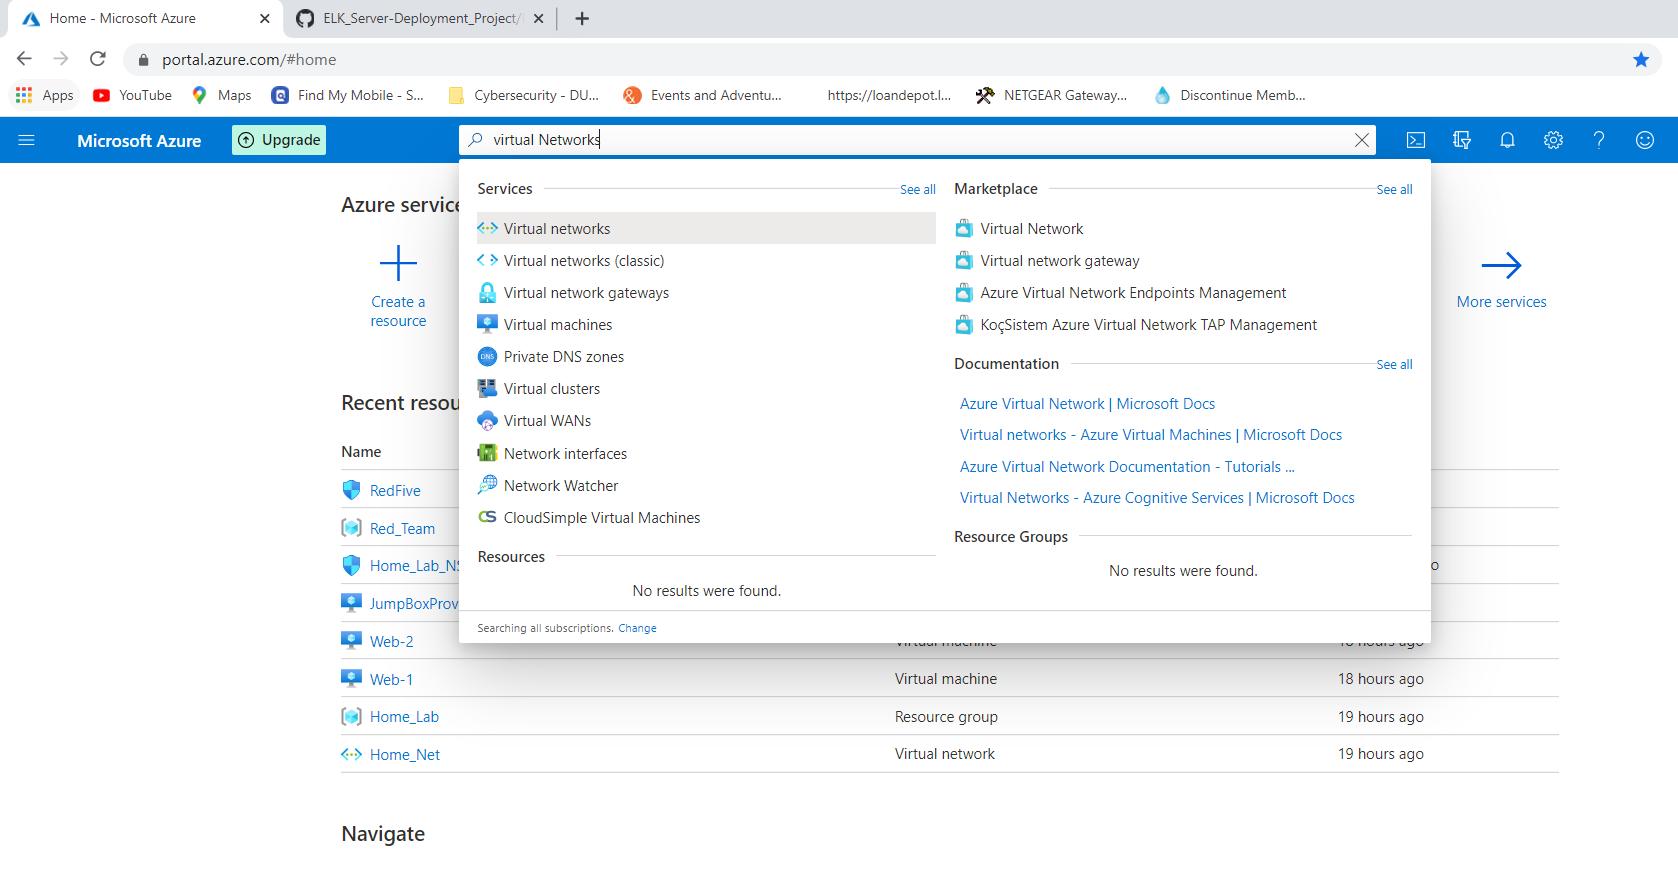 Home - Microsoft Azure
ELK_Server-Deployment_Project/
portal.azure.com/#home
Apps
YouTube
Maps
Find My Mobile - S...
Cybersecurity - DU...
Events and Adventu...
https://loandepot.l...
NETGEAR Gateway...
Discontinue Memb...
Microsoft Azure
Upgrade
virtual Networks
Services
See all
Virtual networks
Virtual networks (classic)
Virtual network gateways
Virtual machines
Private DNS zones
DNS
Virtual clusters
Virtual WANs
Network interfaces
Network Watcher
CloudSimple Virtual Machines
Resources
No results were found.
Marketplace
See all
Virtual Network
Virtual network gateway
Azure Virtual Network Endpoints Management
KoçSistem Azure Virtual Network TAP Management
Documentation
See all
Azure Virtual Network | Microsoft Docs
Virtual networks - Azure Virtual Machines | Microsoft Docs
Azure Virtual Network Documentation - Tutorials ...
Virtual Networks - Azure Cognitive Services | Microsoft Docs
Resource Groups
No results were found.
Searching all subscriptions. Change
Azure service
Create a
resource
More services
Recent resou
Name
RedFive
Red_Team
Home_Lab_NS
JumpBoxProv
Web-2
Web-1 Virtual machine 18 hours ago
Home_Lab Resource group 19 hours ago
Home_Net Virtual network 19 hours ago
Navigate